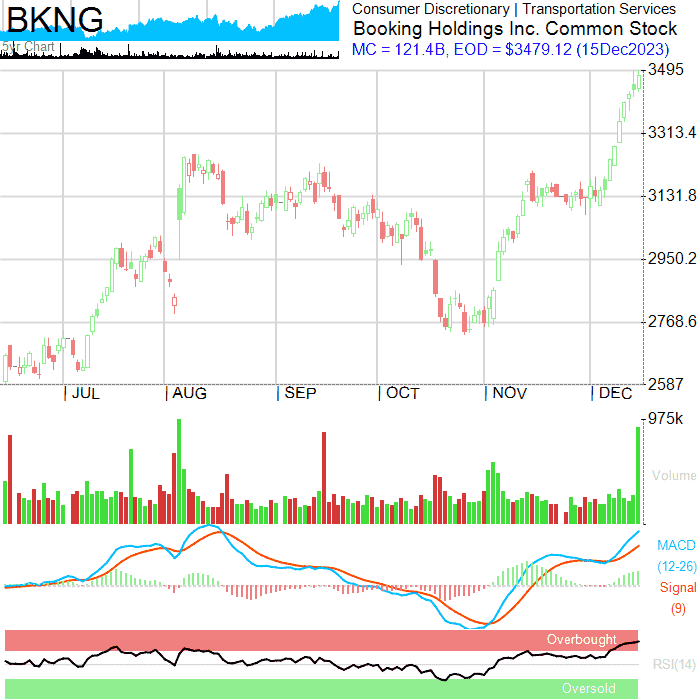 BKNG
5yr Chart
Consumer Discretionary | Transportation Services
Booking Holdings Inc. Common Stock
MC = 121.4B, EOD = $3479.12 (15Dec2023)
3495
3313.4
3131.8
2950.2
2768.6
2587
| JUL | AUG | SEP | OCT | NOV | DEC
975k
Volume
MACD
(12-26)
Signal
(9)
Overbought
RSI(14)
Oversold